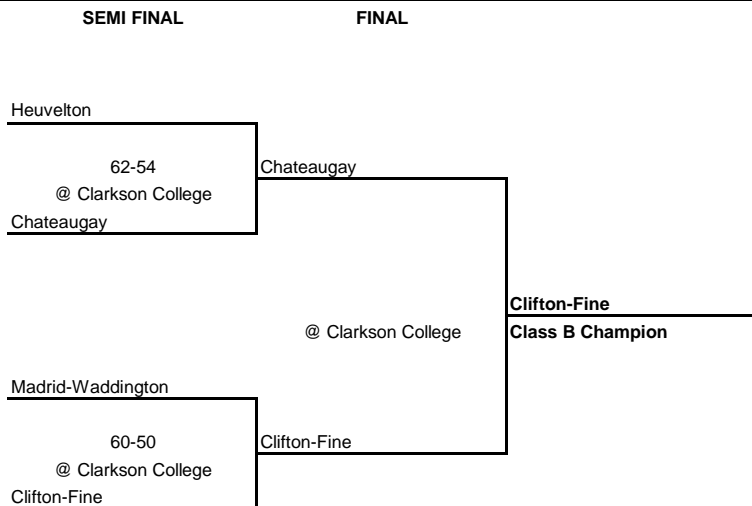 SEMI FINAL FINAL
Heuvelton
62-54 Chateaugay
@ Clarkson College
Chateaugay
Clifton-Fine
@ Clarkson College Class B Champion
Madrid-Waddington
60-50 Clifton-Fine
@ Clarkson College
Clifton-Fine